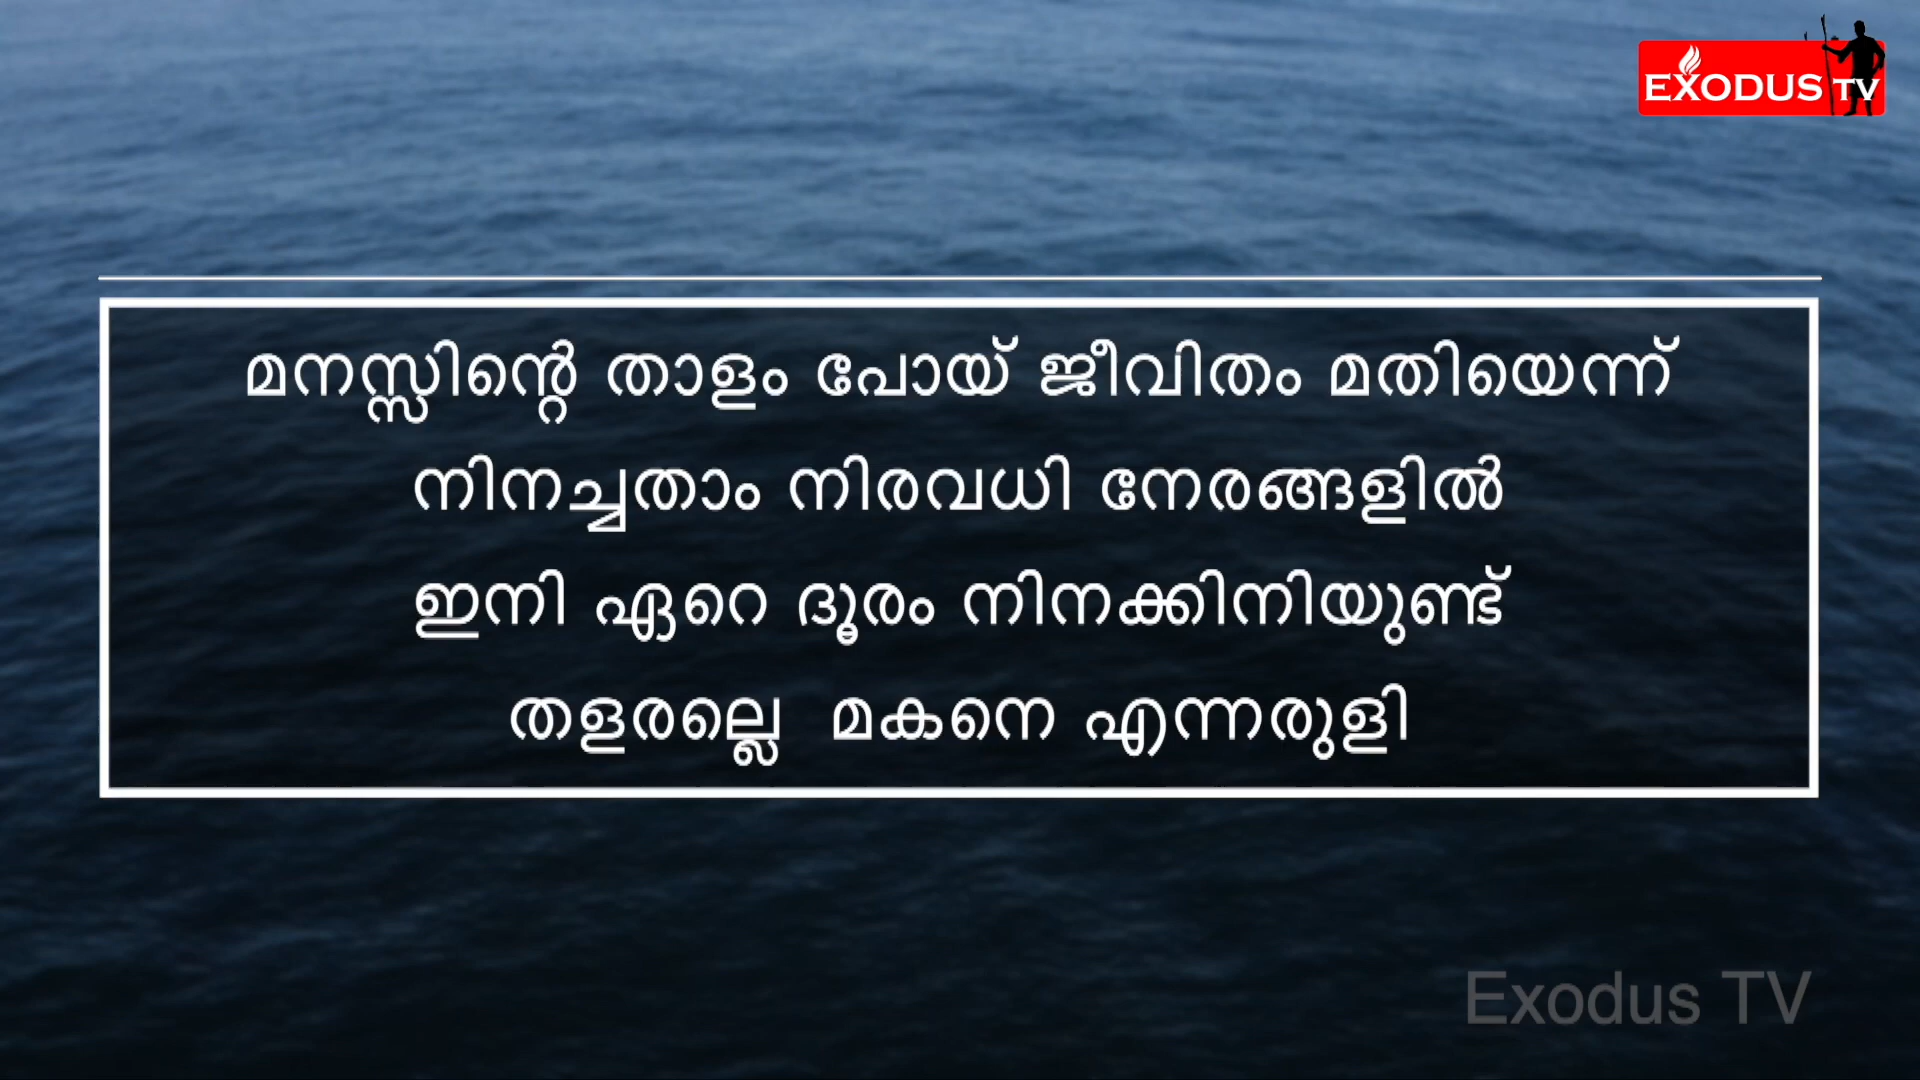 EXODUS TV
മനസ്സിന്റെ താളം പോയ് ജീവിതം മതിയെന്ന്
നിനച്ചതാം നിരവധി നേരങ്ങളിൽ
ഇനി ഏറെ ദൂരം നിനക്കിനിയുണ്ട്
തളരല്ലെ മകനെ എന്നരുളി
Exodus TV